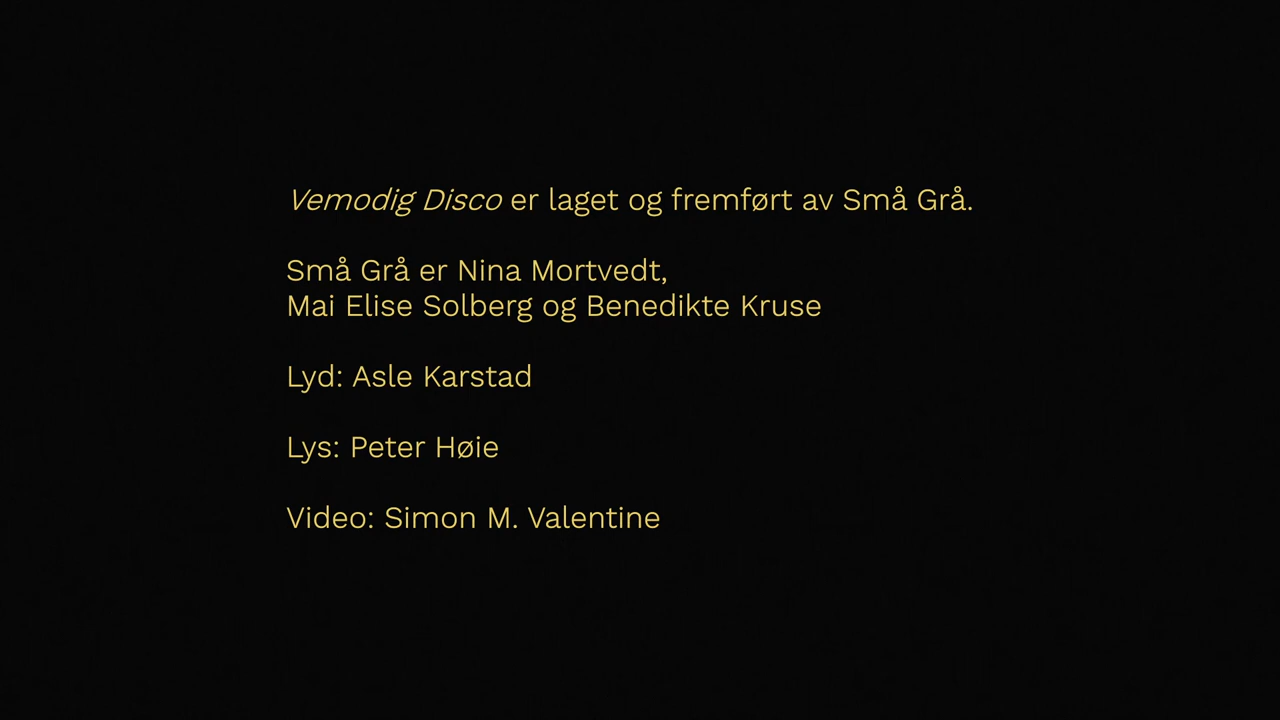 Vemodig Disco er laget og fremført av Små Grå.
Små Grå er Nina Mortvedt,
Mai Elise Solberg og Benedikte Kruse
Lyd: Asle Karstad
Lys: Peter Høie
Video: Simon M. Valentine